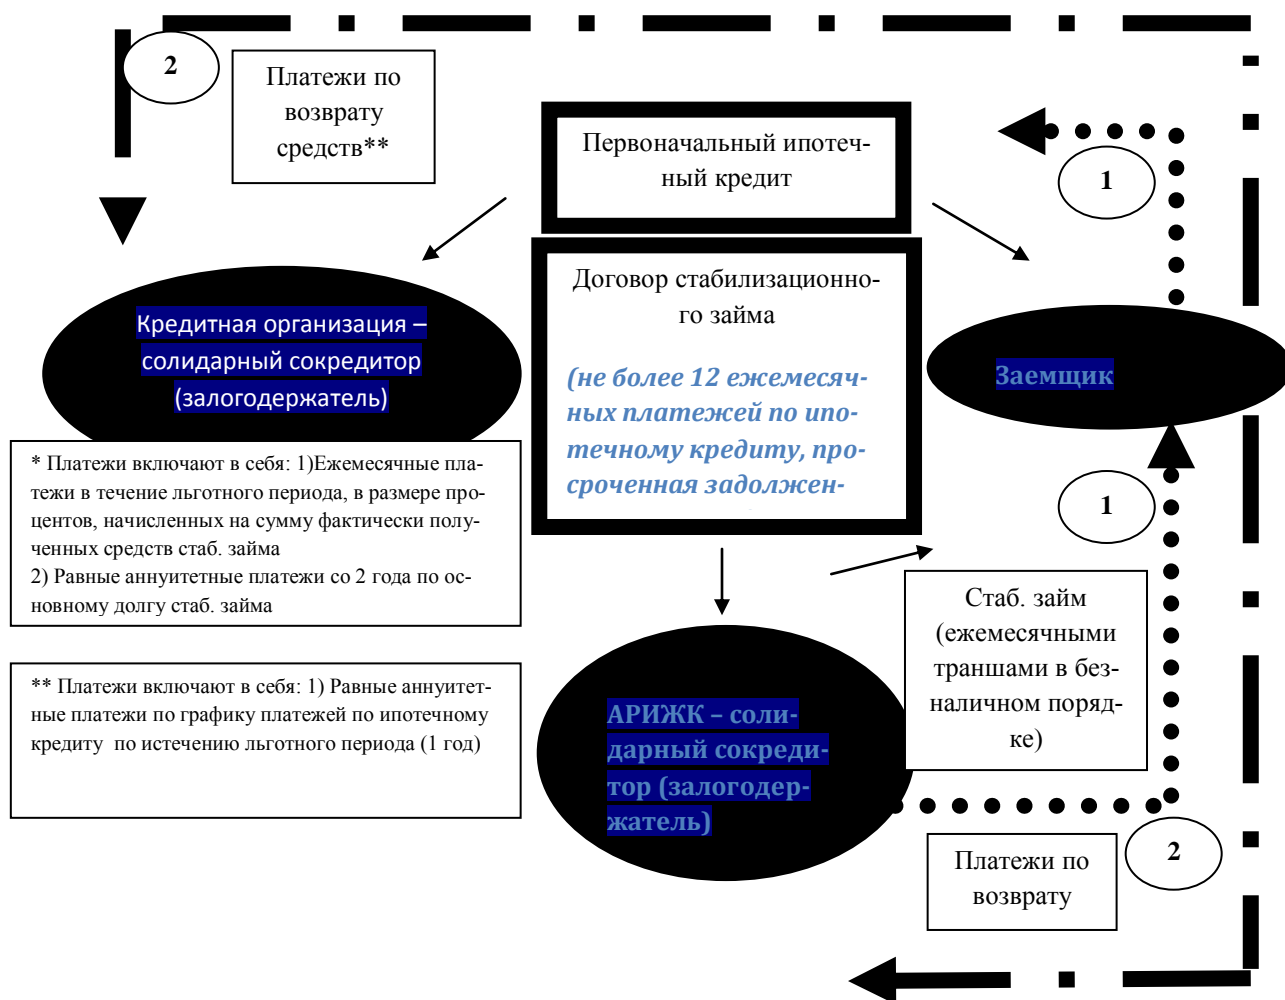 2
Платежи по
возврату
средств**
Первоначальный ипотеч-
ный кредит
1
Договор стабилизационно-
го займа
(не более 12 ежемесяч-
ных платежей по ипо-
течному кредиту, про-
сроченная задолжен-
Кредитная организация –
солидарный сокредитор
(залогодержатель)
Заемщик
* Платежи включают в себя: 1)Ежемесячные пла-
тежи в течение льготного периода, в размере про-
центов, начисленных на сумму фактически полу-
ченных средств стаб. займа
2) Равные аннуитетные платежи со 2 года по ос-
новному долгу стаб. займа
1
Стаб. займ
(ежемесячными
траншами в без-
наличном поряд-
ке)
** Платежи включают в себя: 1) Равные аннуитет-
ные платежи по графику платежей по ипотечному
кредиту по истечению льготного периода (1 год)
АРИЖК – соли-
дарный сокреди-
тор (залогодер-
жатель)
Платежи по
возврату
2